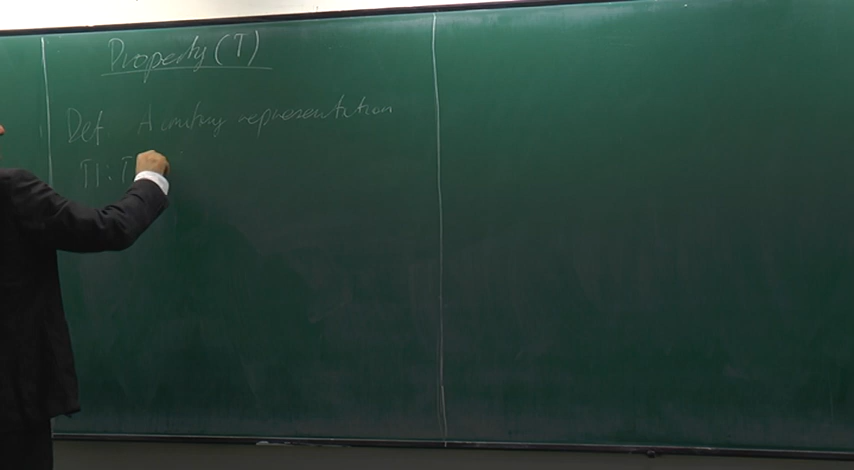 Property (T)
Def A unitary representation
π : Γ